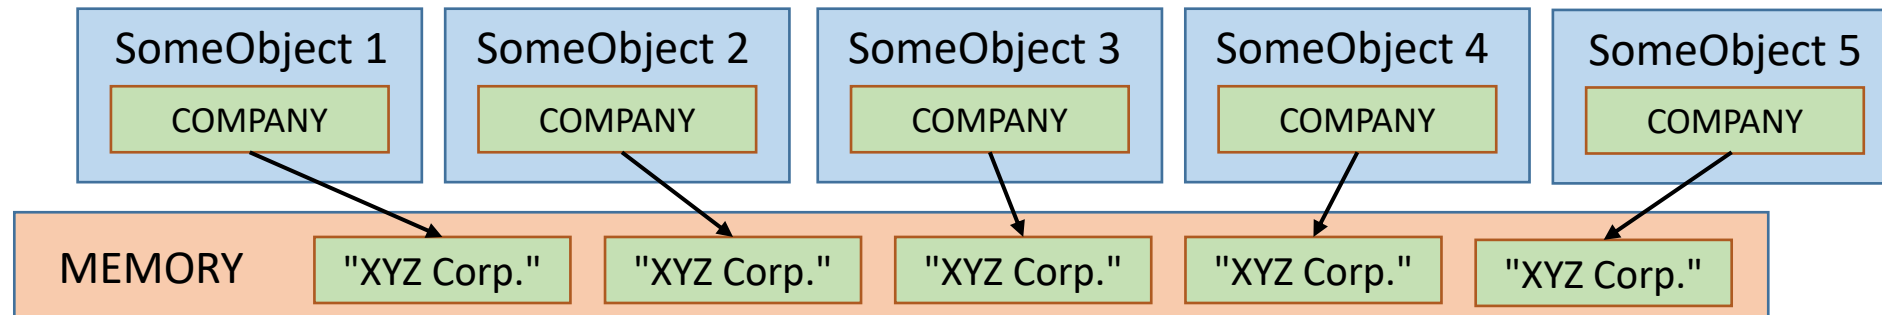 SomeObject 1
COMPANY
SomeObject 2
COMPANY
SomeObject 3
COMPANY
SomeObject 4
COMPANY
SomeObject 5
COMPANY
MEMORY
"XYZ Corp."
"XYZ Corp."
"XYZ Corp."
"XYZ Corp."
"XYZ Corp."